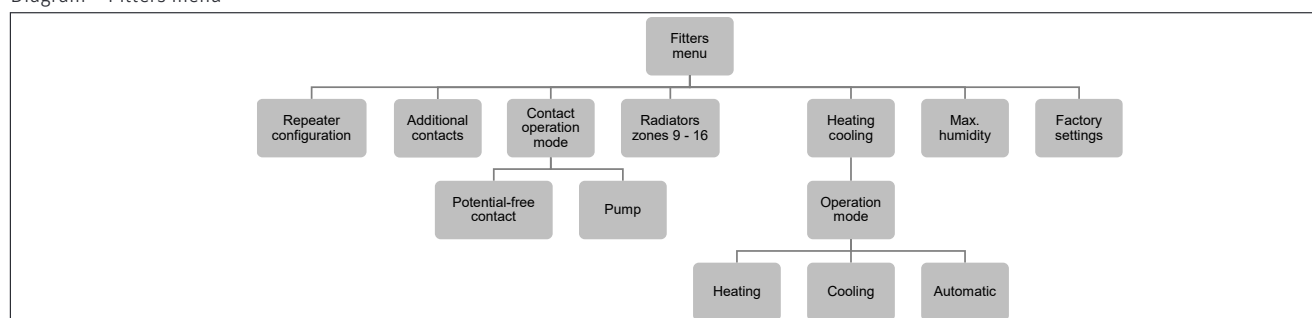 Diagram – Fitters menu
Fitters
menu
Repeater
configuration
Additional
contacts
Contact
operation
mode
Radiators
zones 9 - 16
Heating
cooling
Max.
humidity
Factory
settings
Potential-free
contact
Pump
Operation
mode
Heating
Cooling
Automatic